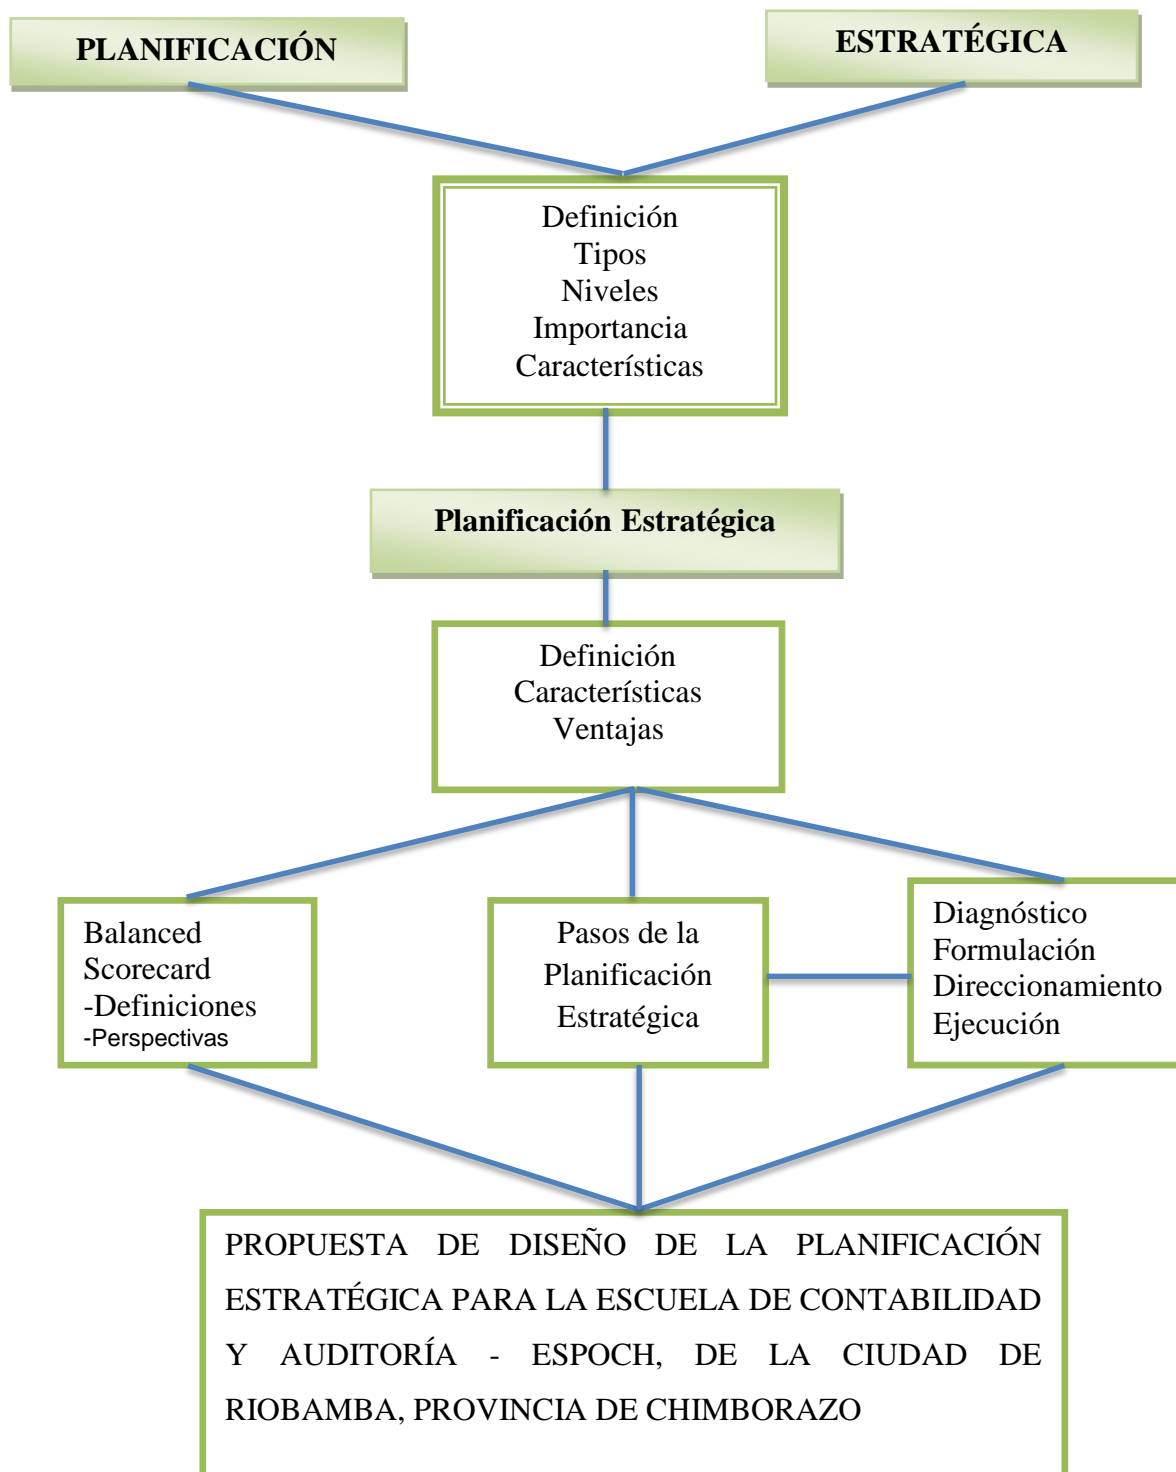 PLANIFICACIÓN
ESTRATÉGICA
Definición
Tipos
Niveles
Importancia
Característícas
Planificación Estratégica
Definición
Característícas
Ventajas
Balanced
Scorecard
-Definiciones
-Perspectivas
Pasos de la
Planificación
Estratégica
Diagnóstico
Formulación
Direccionamiento
Ejecución
PROPUESTA DE DISEÑO DE LA PLANIFICACIÓN
ESTRATÉGICA PARA LA ESCUELA DE CONTABILIDAD
Y AUDITORÍA - ESPOCH, DE LA CIUDAD DE
RIOBAMBA, PROVINCIA DE CHIMBORAZO